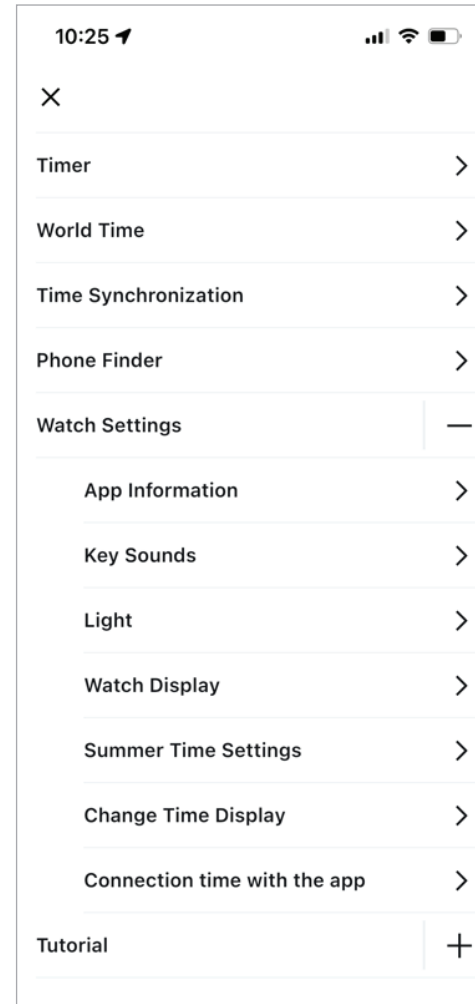 10:25
Timer
World Time
Time Synchronization
Phone Finder
Watch Settings
App Information
Key Sounds
Light
Watch Display
Summer Time Settings
Change Time Display
Connection time with the app
Tutorial